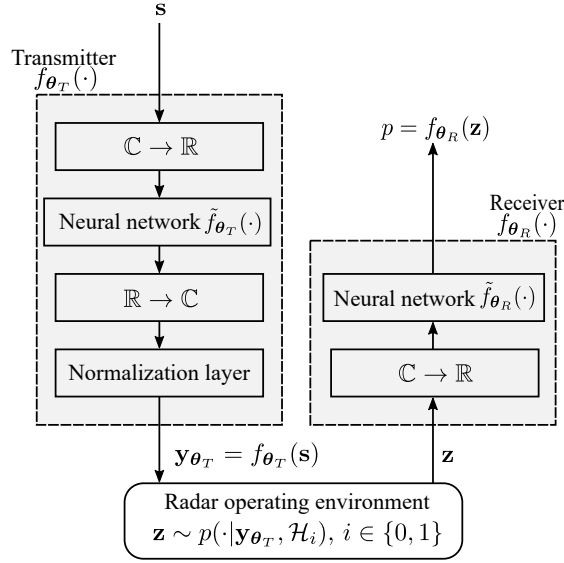 s
Transmitter
f_{θ_T}(·)
ℂ → ℝ
Neural network f̃_{θ_T}(·)
ℝ → ℂ
Normalization layer
y_{θ_T} = f_{θ_T}(s)
Radar operating environment
z ∼ p(·|y_{θ_T}, ℋ_i), i ∈ {0, 1}
z
ℂ → ℝ
Neural network f̃_{θ_R}(·)
Receiver
f_{θ_R}(·)
p = f_{θ_R}(z)